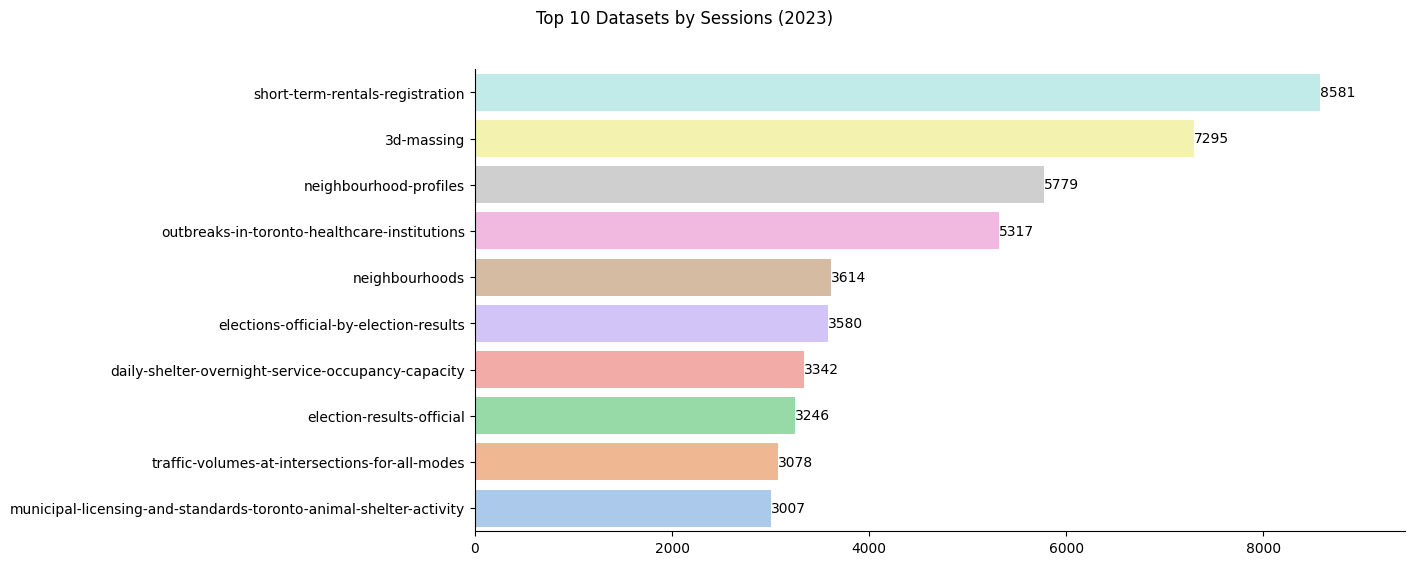 Top 10 Datasets by Sessions (2023)
short-term-rentals-registration 8581
3d-massing 7295
neighbourhood-profiles 5779
outbreaks-in-toronto-healthcare-institutions 5317
neighbourhoods 3614
elections-official-by-election-results 3580
daily-shelter-overnight-service-occupancy-capacity 3342
election-results-official 3246
traffic-volumes-at-intersections-for-all-modes 3078
municipal-licensing-and-standards-toronto-animal-shelter-activity 3007
0 2000 4000 6000 8000